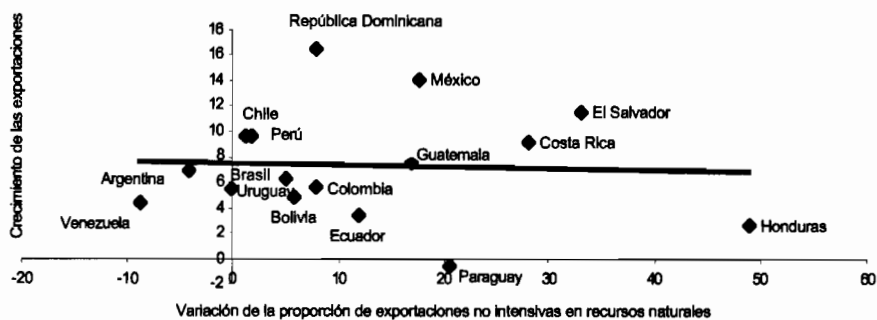 Crecimiento de las exportaciones
República Dominicana
16
14
México
12
El Salvador
Chile
10
Perú
Costa Rica
8
Guatemala
6
Argentina
Brasil
Uruguay
Colombia
4
Venezuela
Bolivia
Ecuador
2
Honduras
0
Paraguay
-2
-20
-10
0
10
20
30
40
50
60
Variación de la proporción de exportaciones no intensivas en recursos naturales